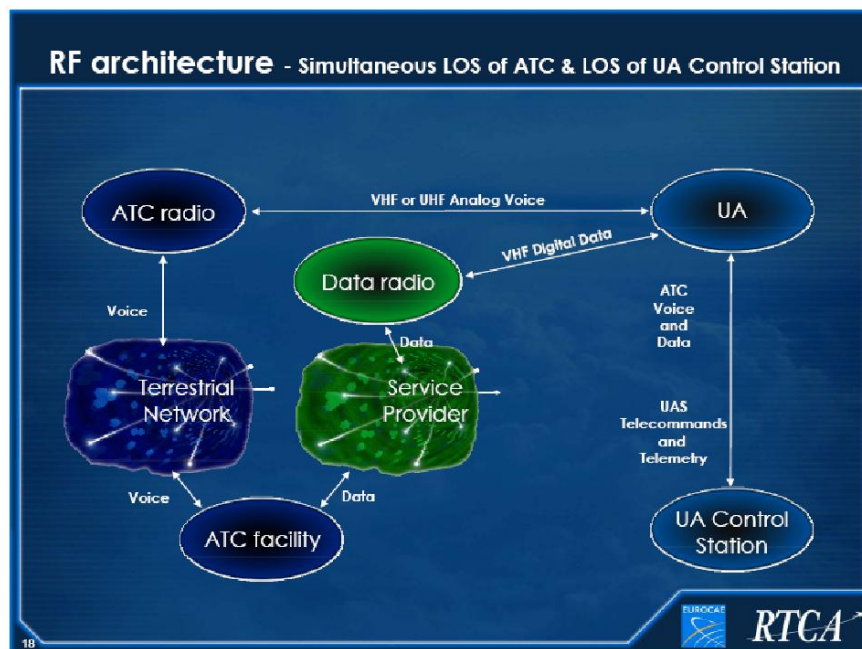 RF architecture - Simultaneous LOS of ATC & LOS of UA Control Station
ATC radio
VHF or UHF Analog Voice
UA
VHF Digital Data
Data radio
Voice
Data
ATC
Voice
and
Data
Terrestrial
Network
Service
Provider
UAS
Telecommands
and
Telemetry
Voice
Data
ATC facility
UA Control
Station
18
EUROCAE
RTCA